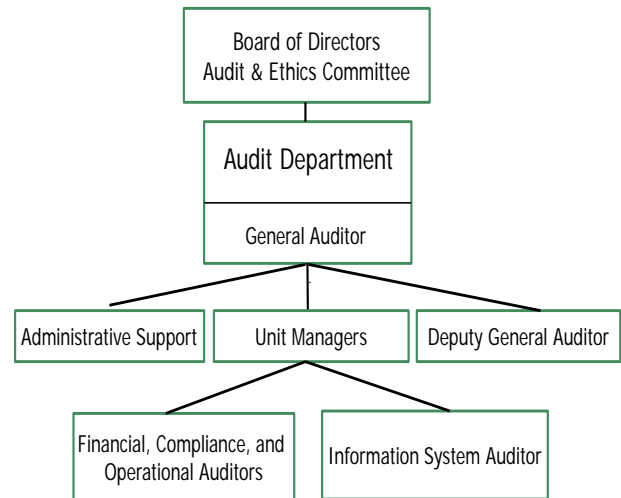 Board of Directors
Audit & Ethics Committee
Audit Department
General Auditor
Administrative Support
Unit Managers
Deputy General Auditor
Financial, Compliance, and
Operational Auditors
Information System Auditor